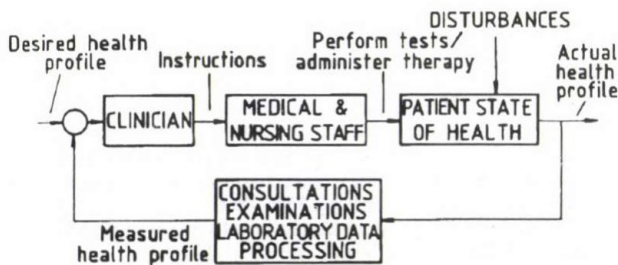 DISTURBANCES
Desired health
profile
Instructions
Perform tests/
administer therapy
Actual
health
profile
CLINICIAN
MEDICAL &
NURSING STAFF
PATIENT STATE
OF HEALTH
CONSULTATIONS
EXAMINATIONS
LABORATORY DATA
PROCESSING
Measured
health profile